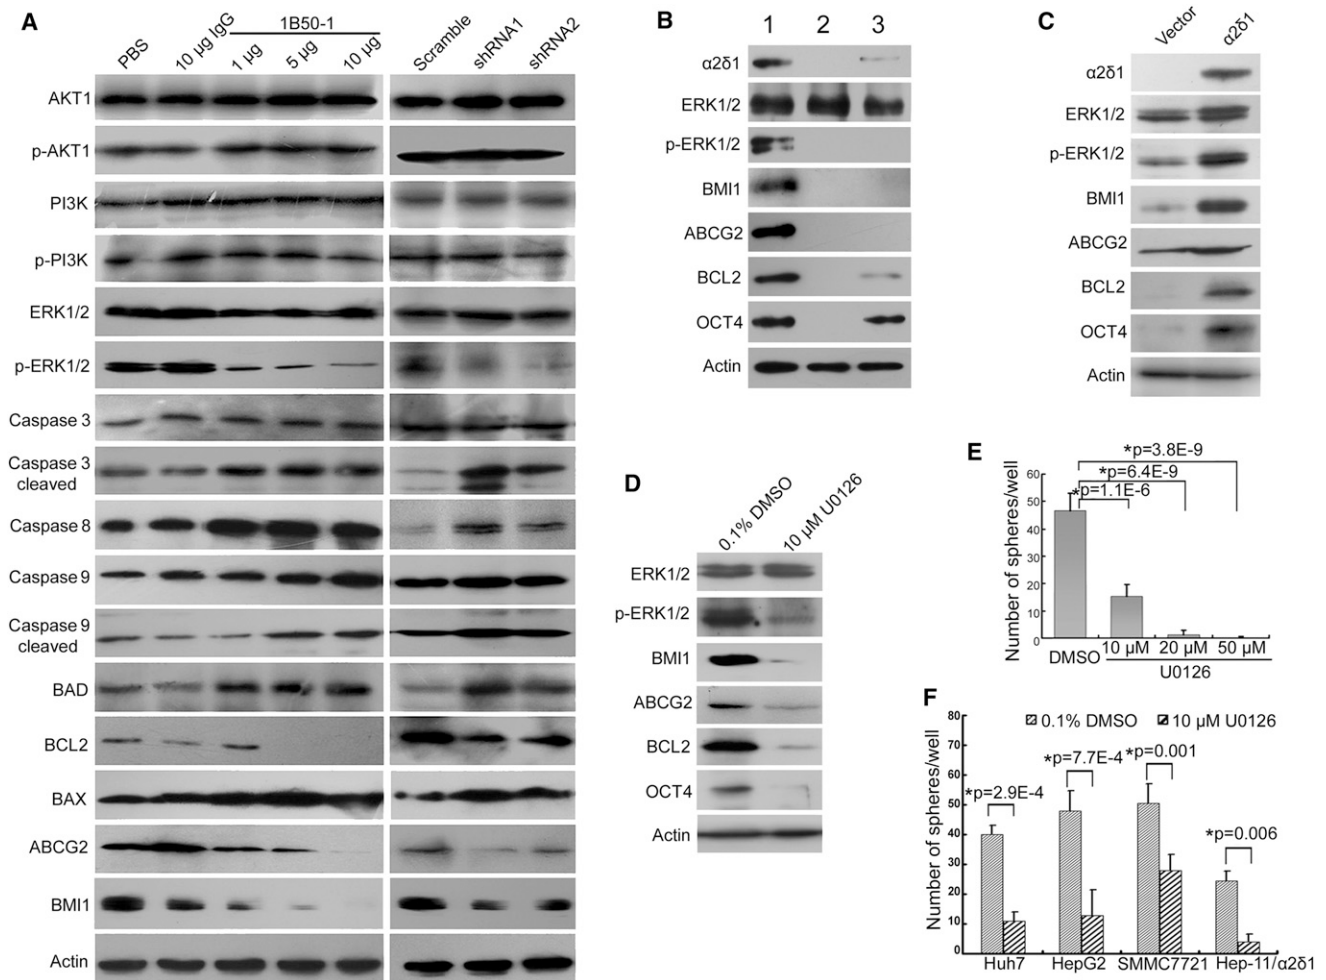 A
PBS
10 µg IgG
1B50-1
1 µg
5 µg
10 µg
Scramble
shRNA1
shRNA2
AKT1
p-AKT1
PI3K
p-PI3K
ERK1/2
p-ERK1/2
Caspase 3
Caspase 3
cleaved
Caspase 8
Caspase 9
Caspase 9
cleaved
BAD
BCL2
BAX
ABCG2
BMI1
Actin
B
1 2 3
α2δ1
ERK1/2
p-ERK1/2
BMI1
ABCG2
BCL2
OCT4
Actin
C
Vector
α2δ1
α2δ1
ERK1/2
p-ERK1/2
BMI1
ABCG2
BCL2
OCT4
Actin
D
0.1% DMSO
10 µM U0126
ERK1/2
p-ERK1/2
BMI1
ABCG2
BCL2
OCT4
Actin
E
Number of spheres/well
60
50
40
30
20
10
0
*p=3.8E-9
*p=6.4E-9
*p=1.1E-6
DMSO
10 µM 20 µM 50 µM
U0126
F
Number of spheres/well
80
70
60
50
40
30
20
10
0
0.1% DMSO 10 µM U0126
*p=2.9E-4
*p=7.7E-4
*p=0.001
*p=0.006
Huh7 HepG2 SMMC7721 Hep-11/α2δ1